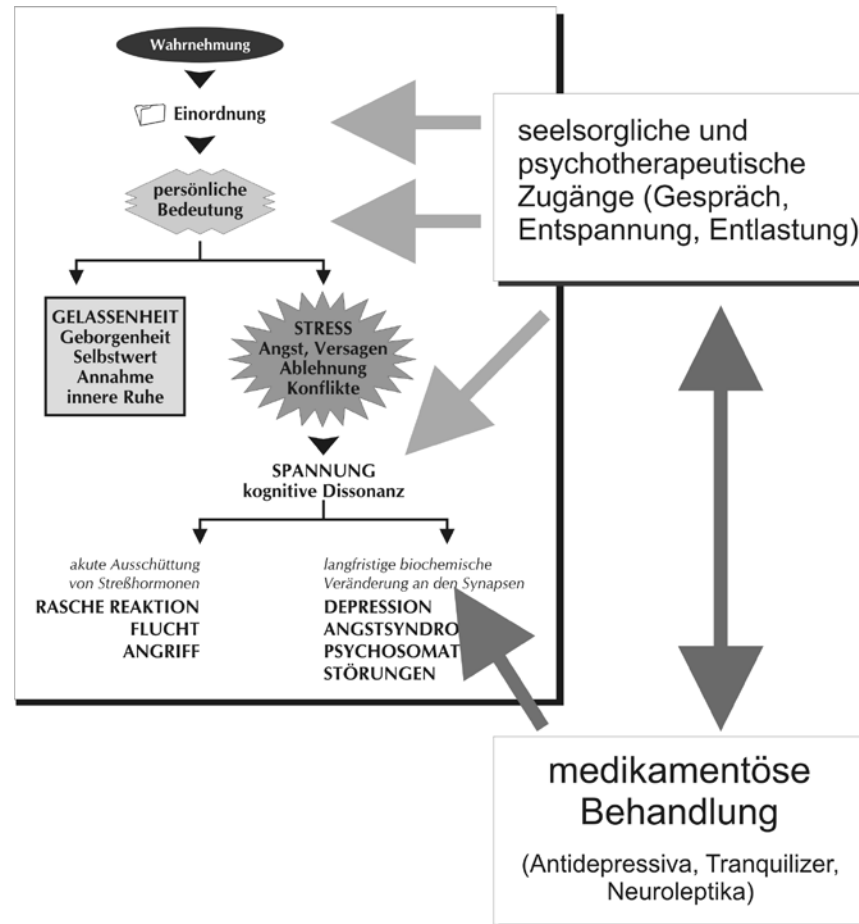 Wahrnehmung
Einordnung
persönliche
Bedeutung
GELASSENHEIT
Geborgenheit
Selbstwert
Annahme
innere Ruhe
STRESS
Angst, Versagen
Ablehnung
Konflikte
SPANNUNG
kognitive Dissonanz
akute Ausschüttung
von Streßhormonen
RASCHE REAKTION
FLUCHT
ANGRIFF
langfristige biochemische
Veränderung an den Synapsen
DEPRESSION
ANGSTSYNDRO
PSYCHOSOMAT
STÖRUNGEN
seelsorgliche und
psychotherapeutische
Zugänge (Gespräch,
Entspannung, Entlastung)
medikamentöse
Behandlung
(Antidepressiva, Tranquilizer,
Neuroleptika)